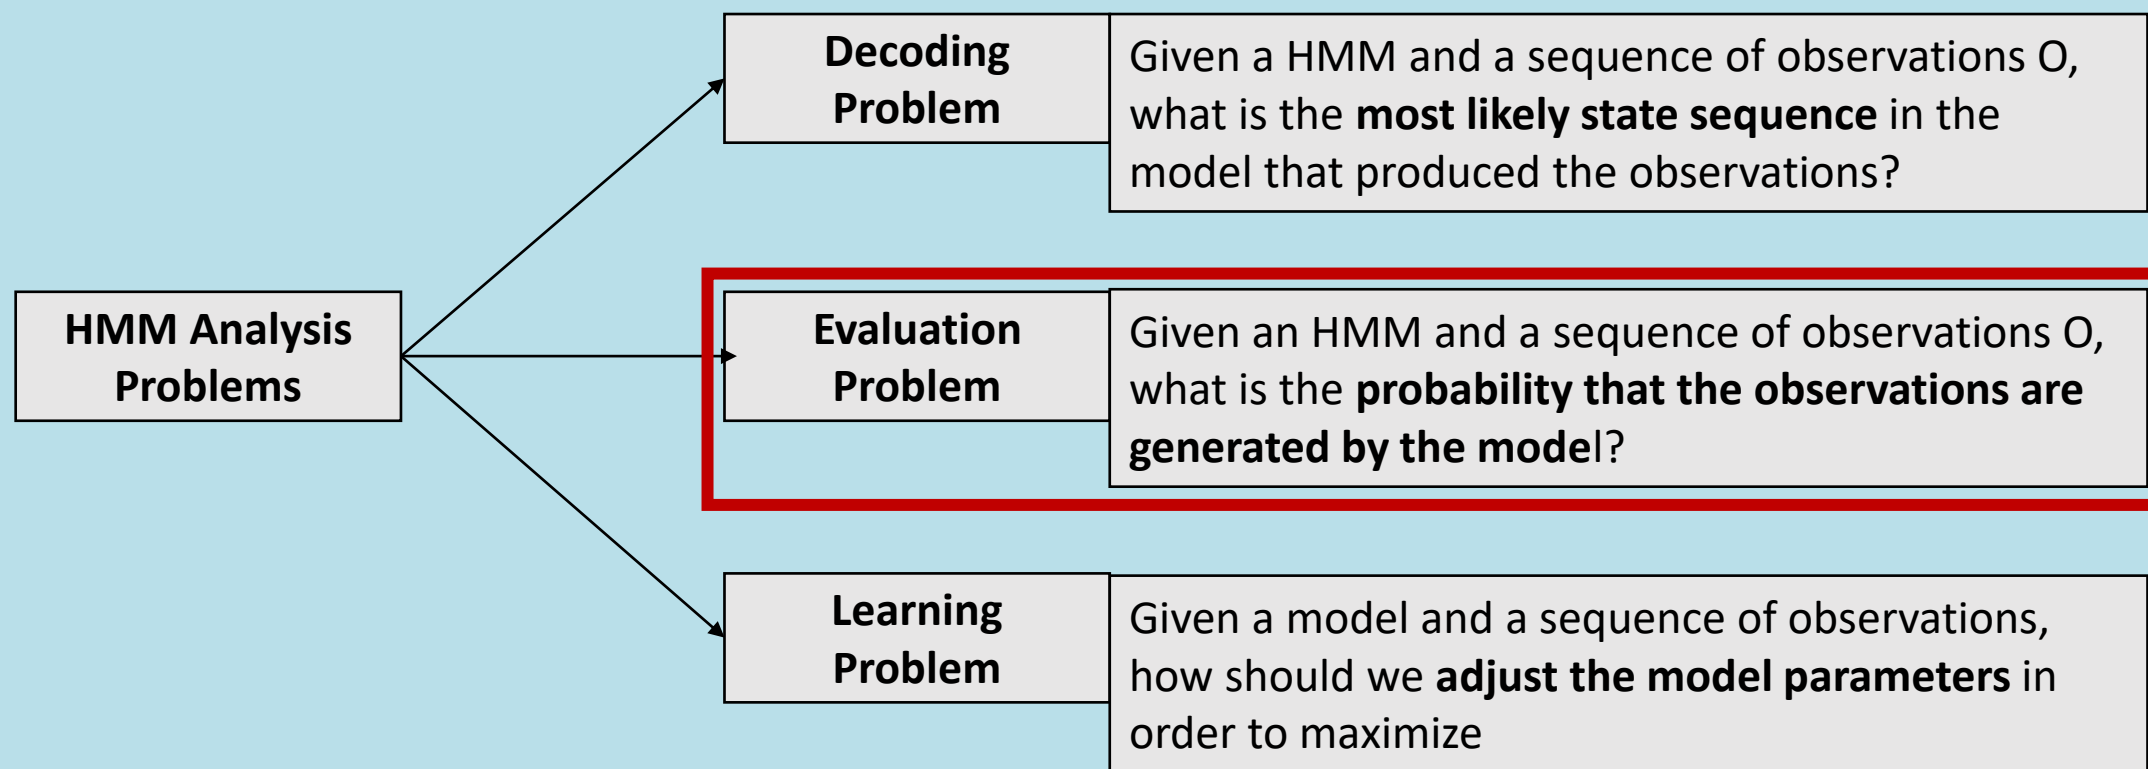 Decoding
Problem
Given a HMM and a sequence of observations O,
what is the most likely state sequence in the
model that produced the observations?
HMM Analysis
Problems
Evaluation
Problem
Given an HMM and a sequence of observations O,
what is the probability that the observations are
generated by the model?
Learning
Problem
Given a model and a sequence of observations,
how should we adjust the model parameters in
order to maximize